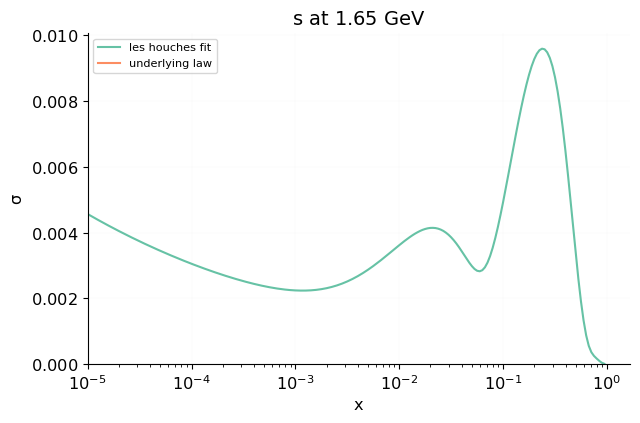 s at 1.65 GeV
les houches fit
underlying law
σ
0.010
0.008
0.006
0.004
0.002
0.000
10⁻⁵ 10⁻⁴ 10⁻³ 10⁻² 10⁻¹ 10⁰
x